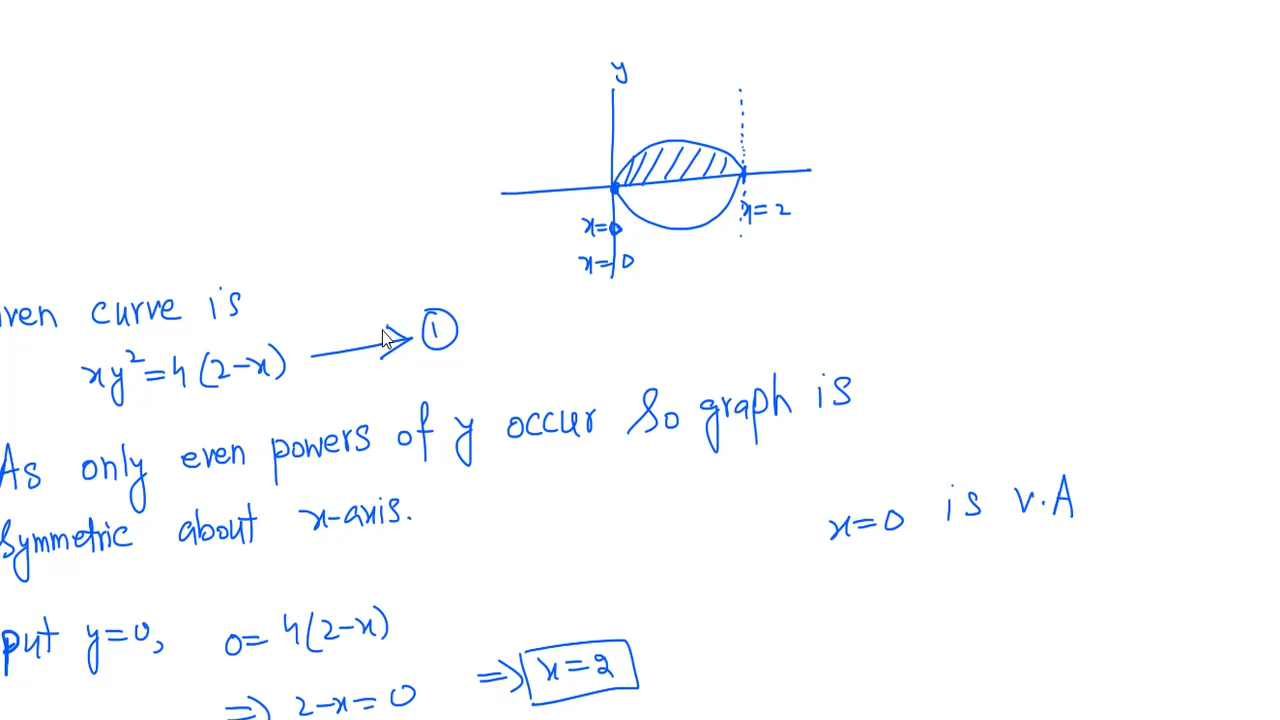 y
x=0
x=2
x=0
iven curve is
xy²=4(2-x) → ①
As only even powers of y occur So graph is
symmetric about x-axis.
x=0 is V.A
put y=0, 0= 4(2-x)
⇒ 2-x=0 ⇒ x=2